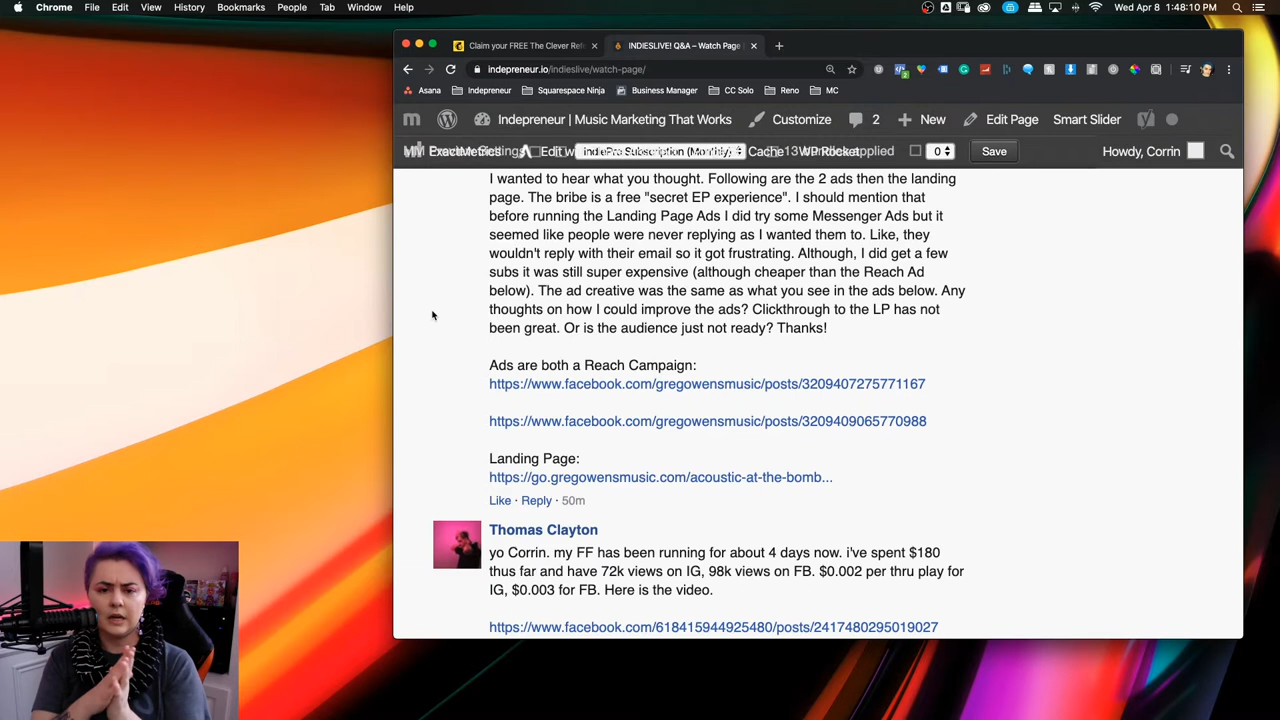 Chrome File Edit View History Bookmarks People Tab Window Help
Wed Apr 8 1:48:10 PM
Claim your FREE The Clever Ref
INDIESLIVE! Q&A – Watch Page
indepreneur.io/indieslive/watch-page/
Asana Indepreneur Squarespace Ninja Business Manager CC Solo Reno MC
Indepreneur | Music Marketing That Works Customize 2 New Edit Page Smart Slider
Cache WP Rocket applied 0 Save Howdy, Corrin
I wanted to hear what you thought. Following are the 2 ads then the landing
page. The bribe is a free "secret EP experience". I should mention that
before running the Landing Page Ads I did try some Messenger Ads but it
seemed like people were never replying as I wanted them to. Like, they
wouldn't reply with their email so it got frustrating. Although, I did get a few
subs it was still super expensive (although cheaper than the Reach Ad
below). The ad creative was the same as what you see in the ads below. Any
thoughts on how I could improve the ads? Clickthrough to the LP has not
been great. Or is the audience just not ready? Thanks!
Ads are both a Reach Campaign:
https://www.facebook.com/gregowensmusic/posts/3209407275771167
https://www.facebook.com/gregowensmusic/posts/3209409065770988
Landing Page:
https://go.gregowensmusic.com/acoustic-at-the-bomb...
Like · Reply · 50m
Thomas Clayton
yo Corrin. my FF has been running for about 4 days now. i've spent $180
thus far and have 72k views on IG, 98k views on FB. $0.002 per thru play for
IG, $0.003 for FB. Here is the video.
https://www.facebook.com/618415944925480/posts/2417480295019027